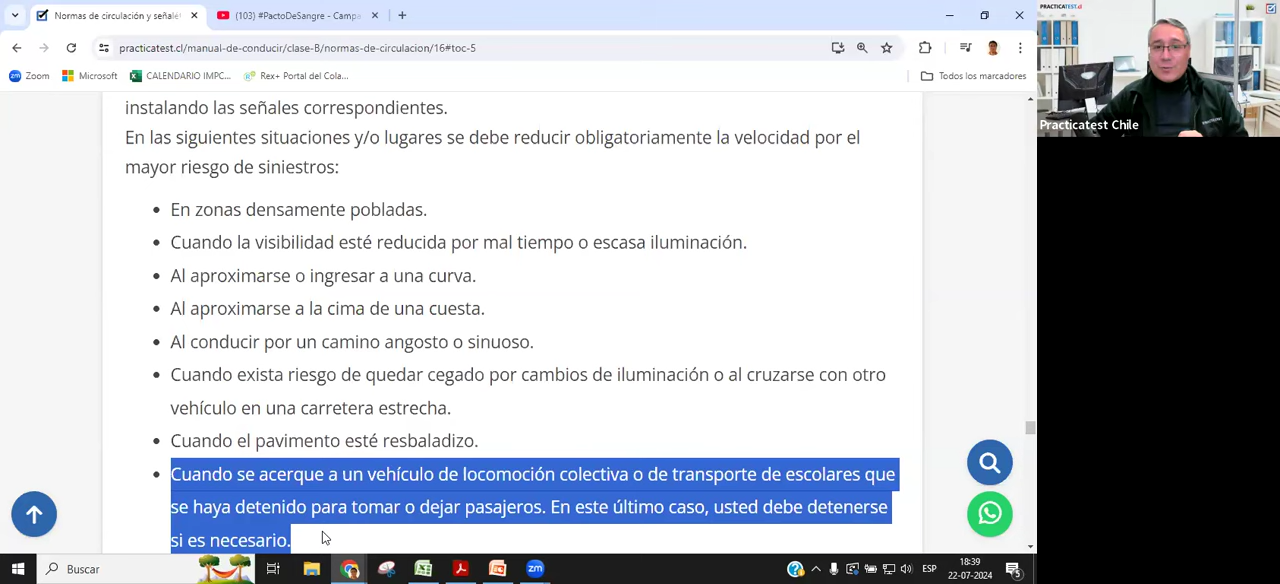 Normas de circulación y señalet
(103) #PactoDeSangre - Campa
practicatest.cl/manual-de-conducir/clase-B/normas-de-circulacion/16#tos-3
Zoom
Microsoft
CALENDARIO IMPC...
Rex+ Portal del Cola...
Todos los marcadores
PRACTICATEST.cl
Practicatest Chile
instalando las señales correspondientes.
En las siguientes situaciones y lugares se debe reducir obligatoriamente la velocidad por el
mayor riesgo de siniestros:
En zonas densamente pobladas.
Cuando la visibilidad esté reducida por mal tiempo o escasa iluminación.
Al aproximarse o ingresar a una curva.
Al aproximarse a la cima de una cuesta.
Al conducir por un camino angosto o sinuoso.
Cuando exista riesgo de quedar cegado por cambios de iluminación o al cruzarse con otro
vehículo en una carretera estrecha.
Cuando el pavimento esté resbaladizo.
Cuando se acerque a un vehículo de locomoción colectiva o de transporte de escolares que
se haya detenido para tomar o dejar pasajeros. En este último caso, usted debe detenerse
si es necesario.
Buscar
ESP
18:39
22-07-2024
5